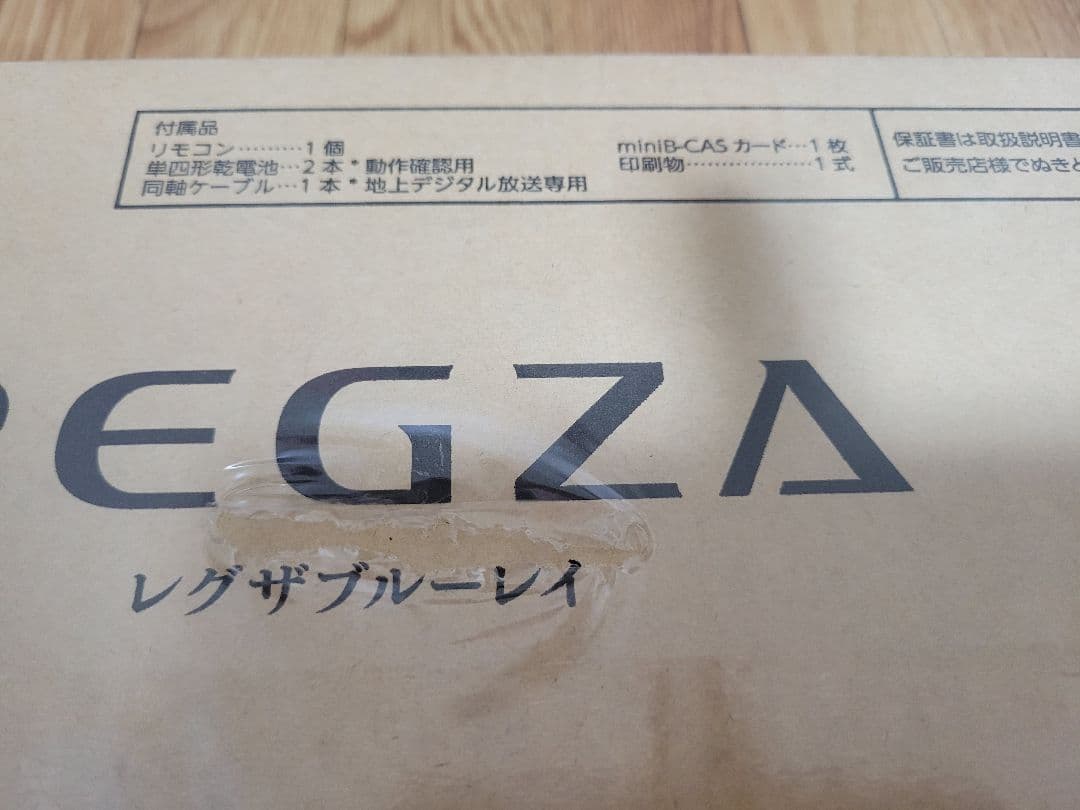 付属品
リモコン………1個
単四形乾電池…2本*動作確認用
同軸ケーブル…1本*地上デジタル放送専用
miniB-CASカード…1枚
印刷物………………1式
保証書は取扱説明書
ご販売店様でぬきと
REGZA
レグザブルーレイ